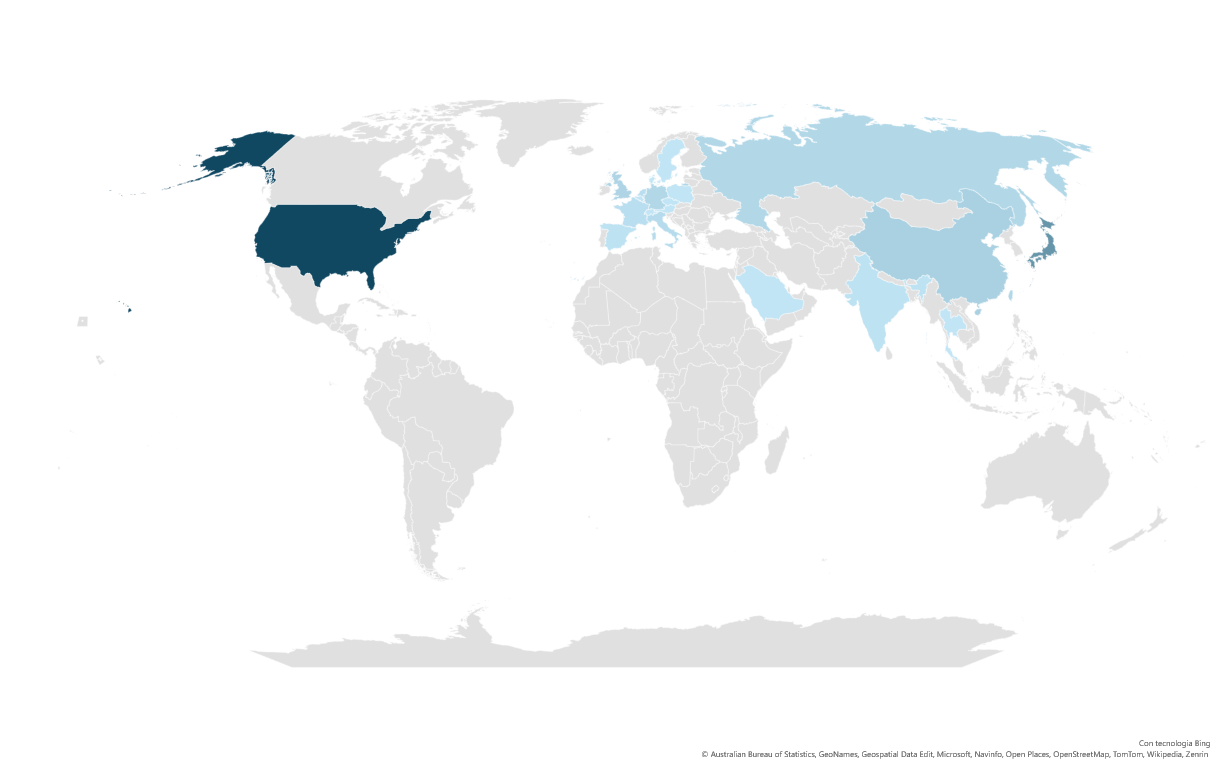 Con tecnologia Bing
© Australian Bureau of Statistics, GeoNames, Geospatial Data Edit, Microsoft, Navinfo, Open Places, OpenStreetMap, TomTom, Wikipedia, Zenrin